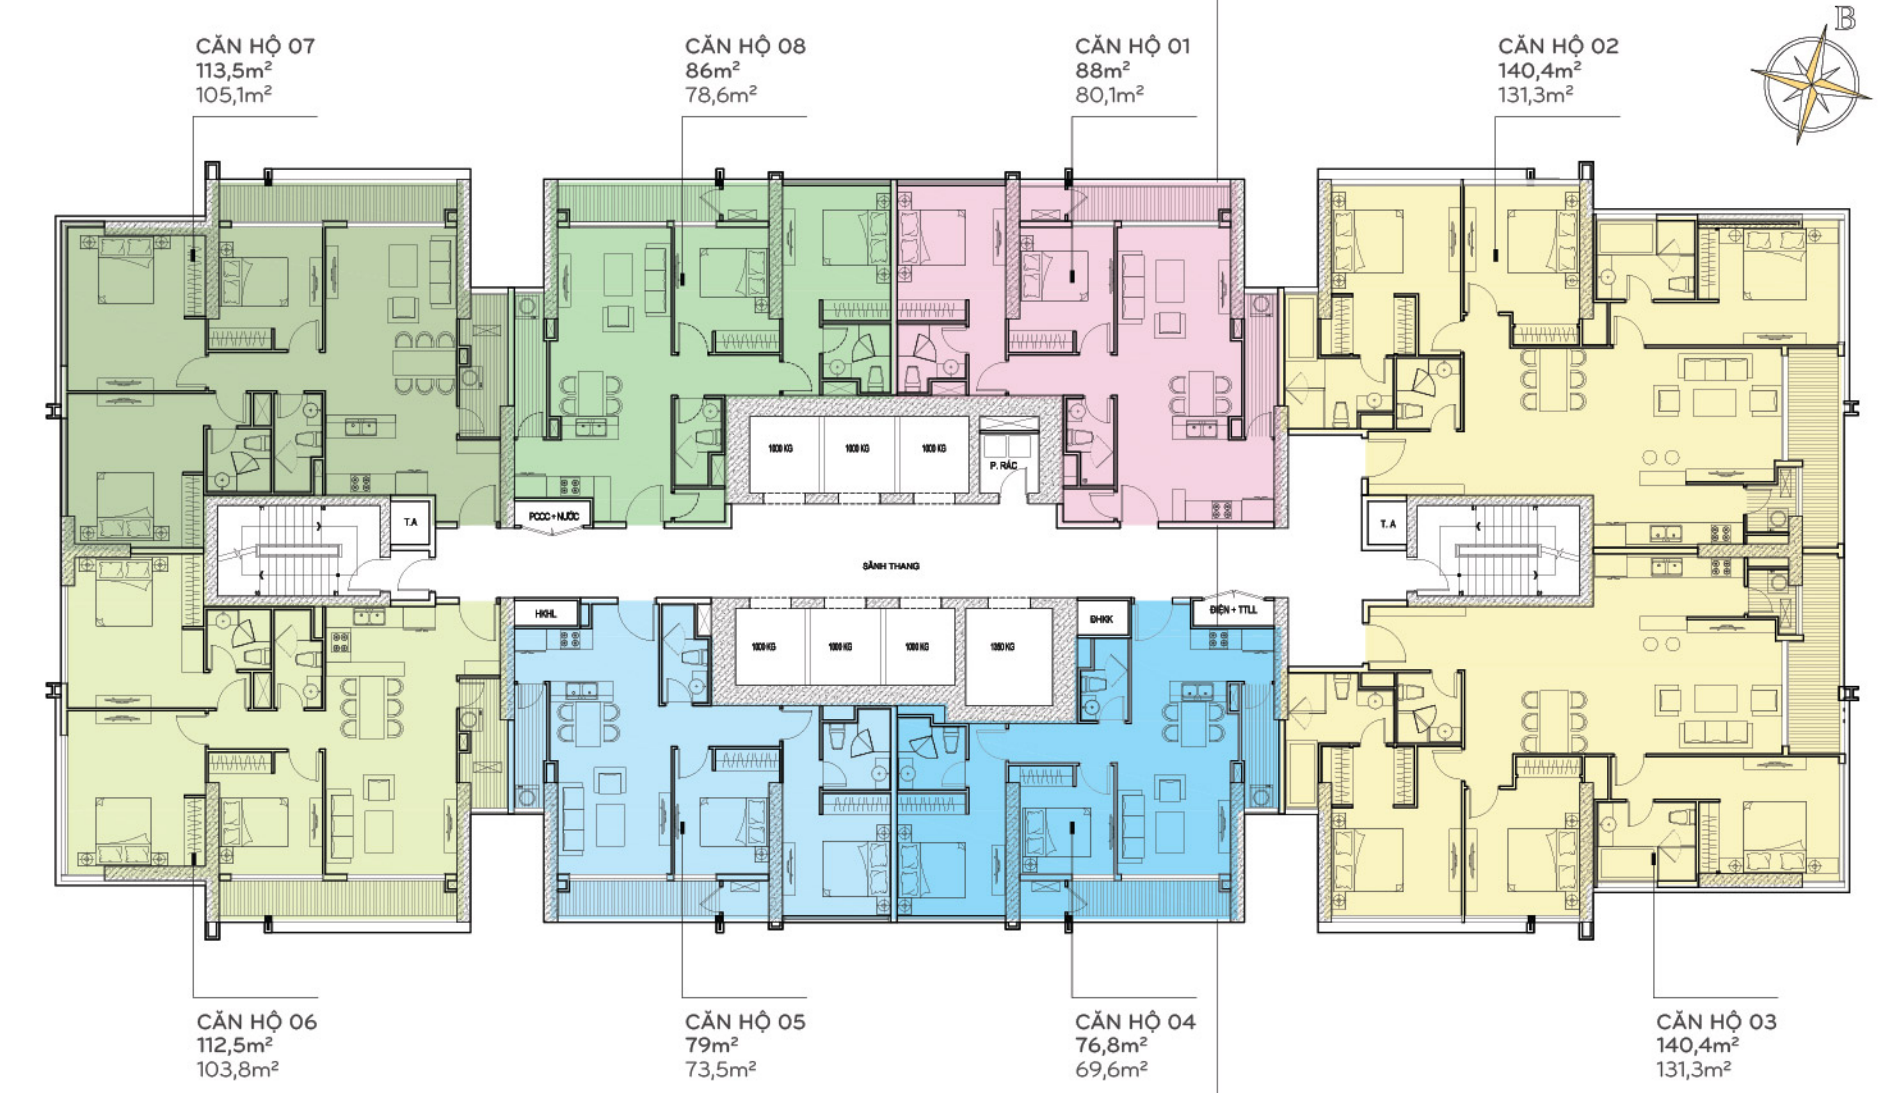 B
CĂN HỘ 07
113,5m²
105,1m²
CĂN HỘ 08
86m²
78,6m²
CĂN HỘ 01
88m²
80,1m²
CĂN HỘ 02
140,4m²
131,3m²
1000 KG
1000 KG
1000 KG
P. RÁC
T.A
PCCC + NƯỚC
T. A
SẢNH THANG
HKHL
1000 KG
1000 KG
1000 KG
1350 KG
ĐHKK
ĐIỆN + TTLL
CĂN HỘ 06
112,5m²
103,8m²
CĂN HỘ 05
79m²
73,5m²
CĂN HỘ 04
76,8m²
69,6m²
CĂN HỘ 03
140,4m²
131,3m²